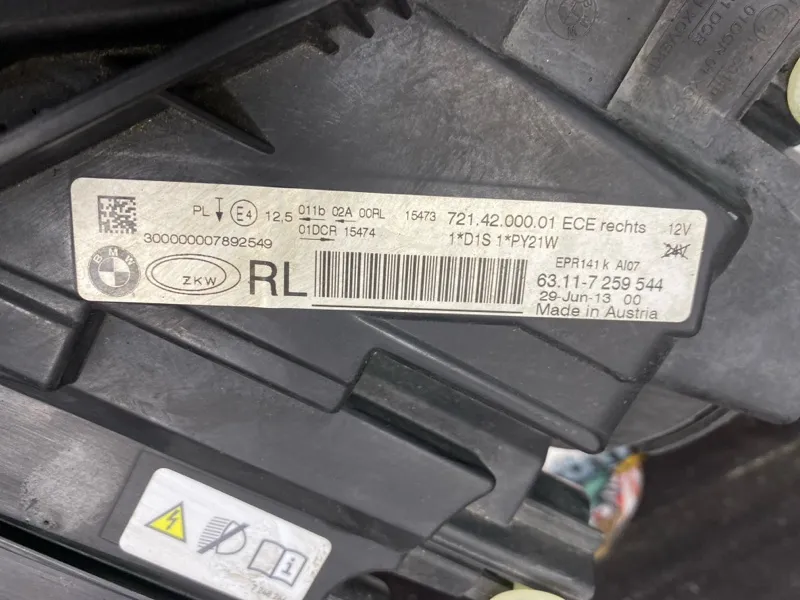 PL E4 12,5 011b 02A 00RL 15473 721.42.000.01 ECE rechts 12V
01DCR 15474 1*D1S 1*PY21W 24V
300000007892549 EPR141 k AI07
BMW ZKW RL 63.11-7 259 544
29-Jun-13 00
Made in Austria